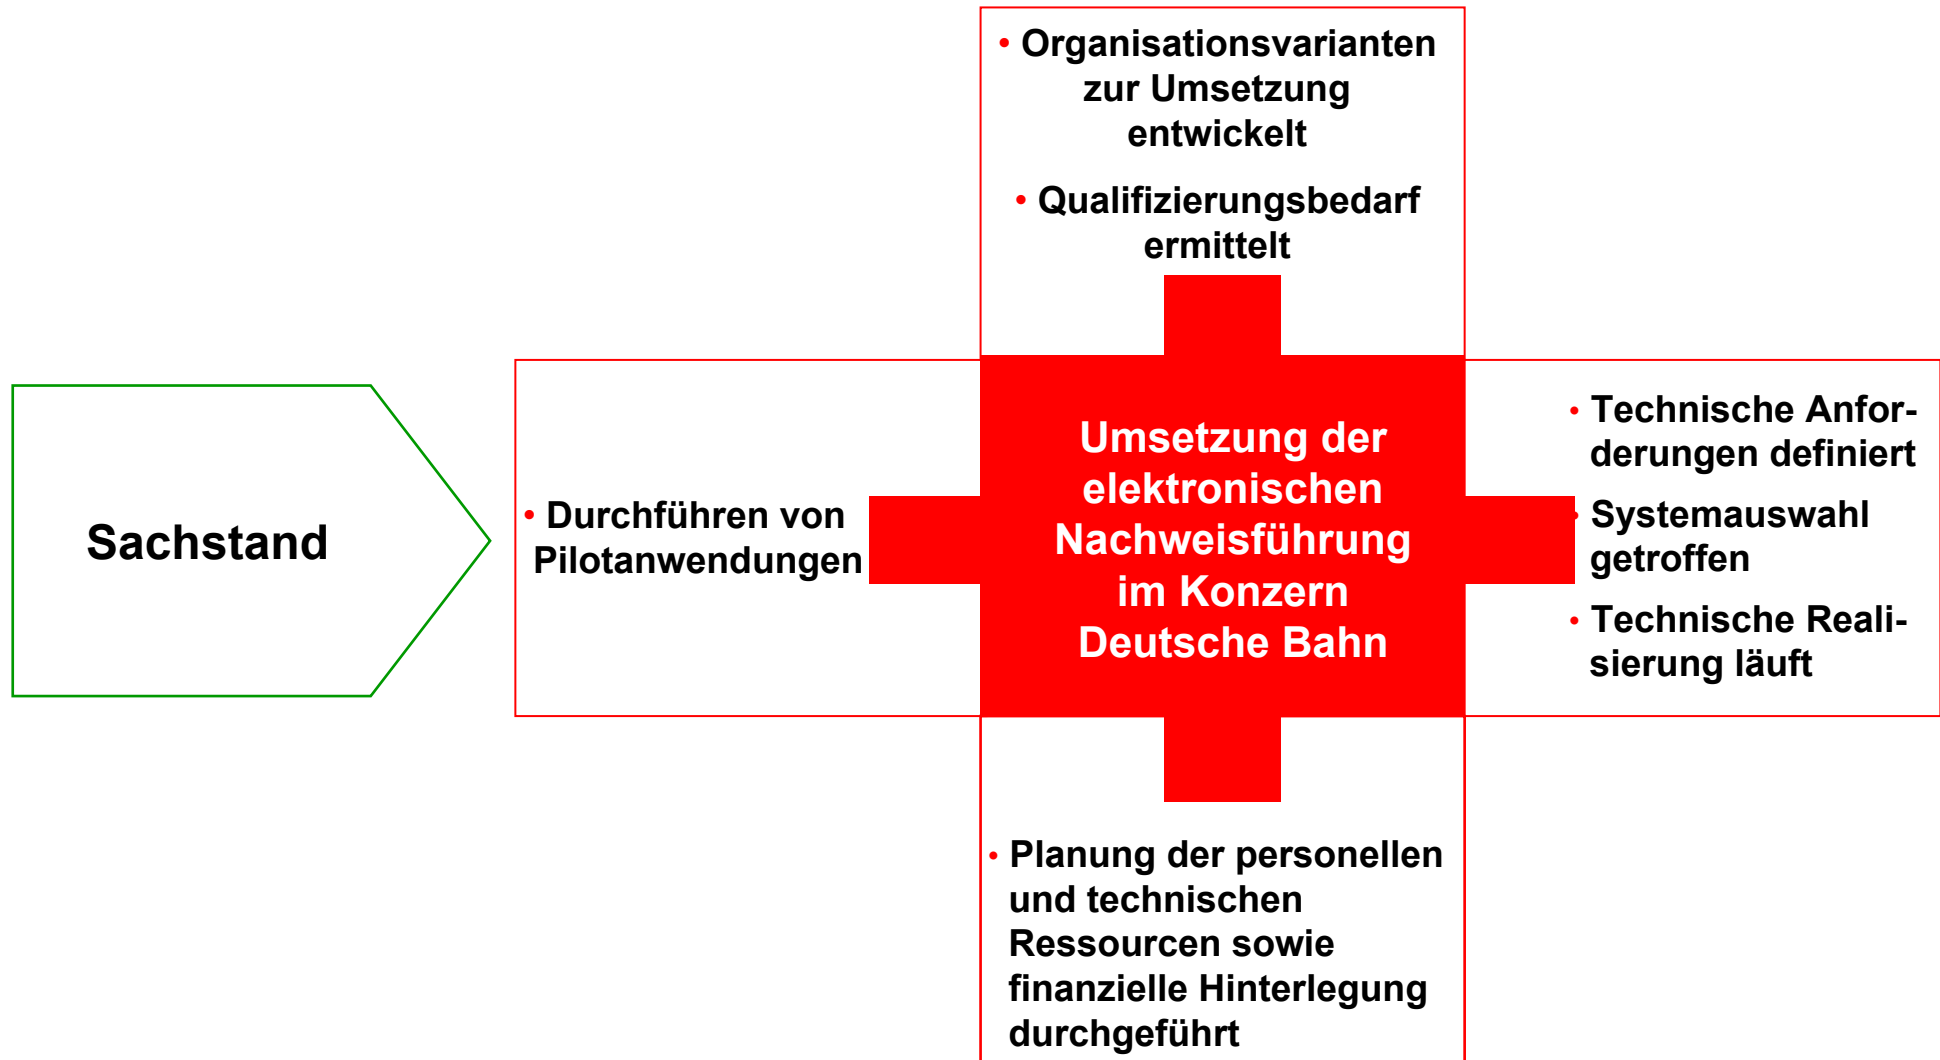 • Organisationsvarianten
zur Umsetzung
entwickelt
• Qualifizierungsbedarf
ermittelt
Sachstand
• Durchführen von
Pilotanwendungen
Umsetzung der
elektronischen
Nachweisführung
im Konzern
Deutsche Bahn
• Technische Anfor-
derungen definiert
• Systemauswahl
getroffen
• Technische Reali-
sierung läuft
• Planung der personellen
und technischen
Ressourcen sowie
finanzielle Hinterlegung
durchgeführt